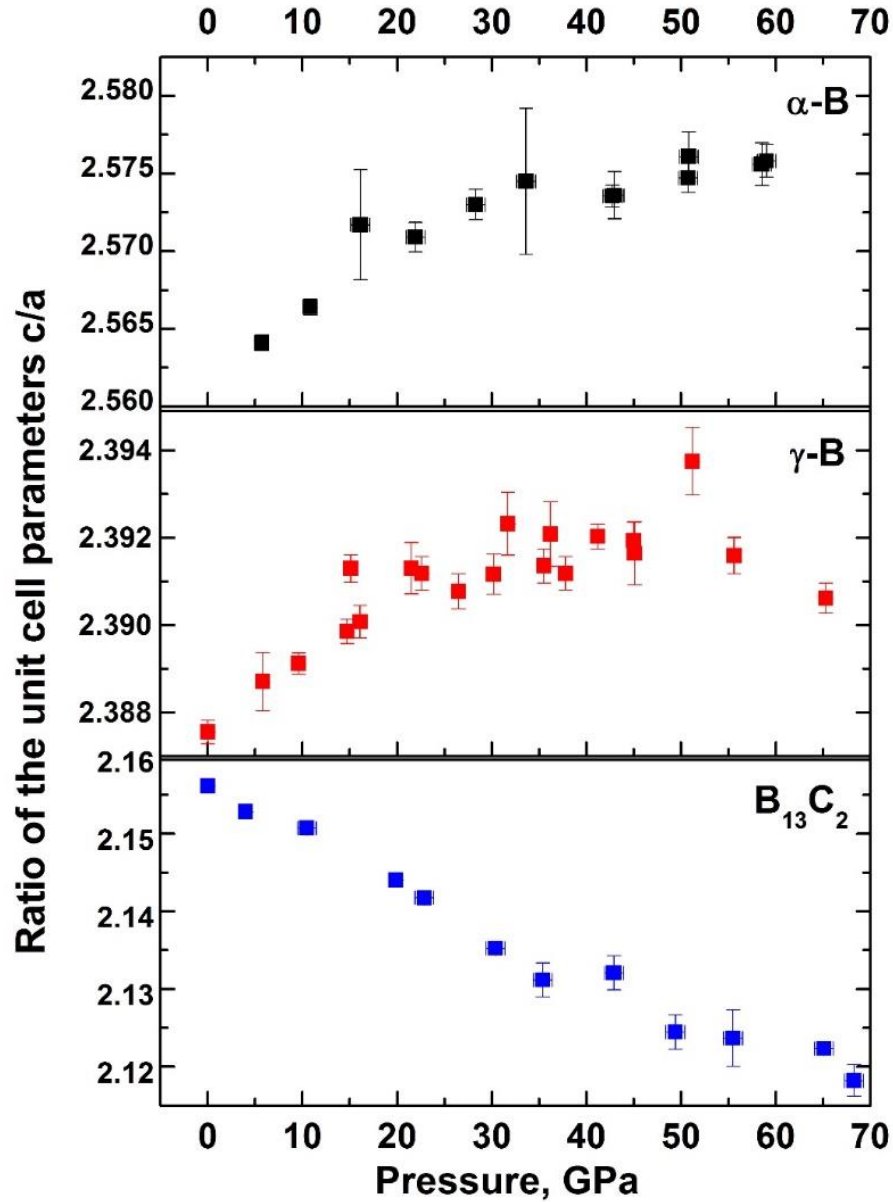 0 10 20 30 40 50 60 70
2.580
α-B
2.575
2.570
2.565
2.560
2.394
γ-B
2.392
2.390
2.388
2.16
B₁₃C₂
2.15
2.14
2.13
2.12
Ratio of the unit cell parameters c/a
0 10 20 30 40 50 60 70
Pressure, GPa